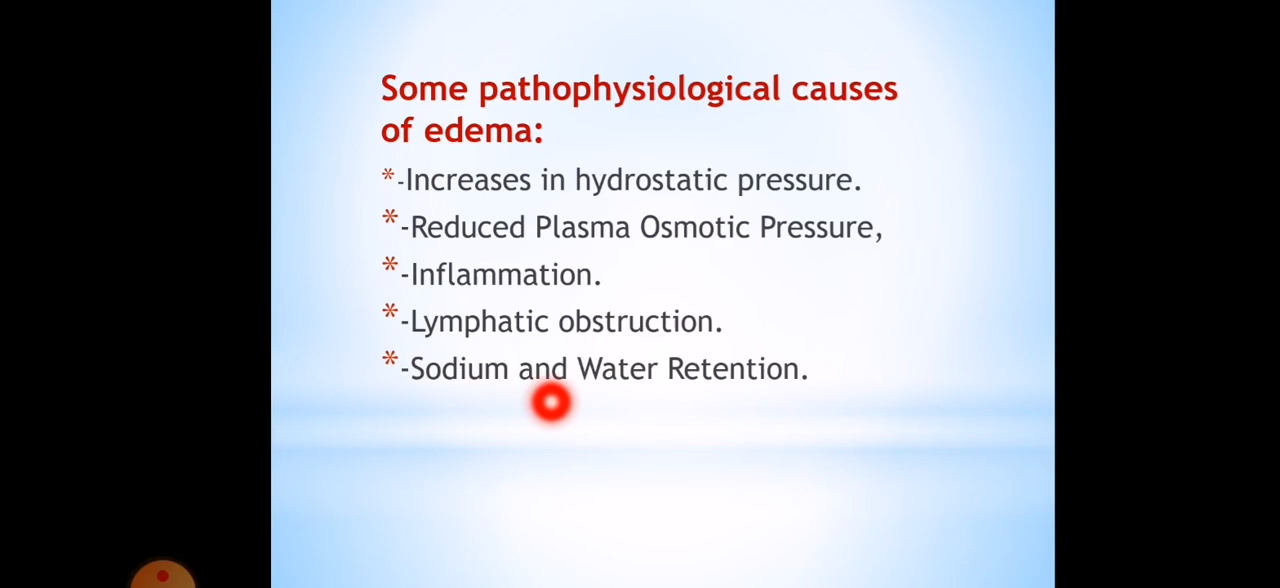 Some pathophysiological causes
of edema:
*-Increases in hydrostatic pressure.
*-Reduced Plasma Osmotic Pressure,
*-Inflammation.
*-Lymphatic obstruction.
*-Sodium and Water Retention.